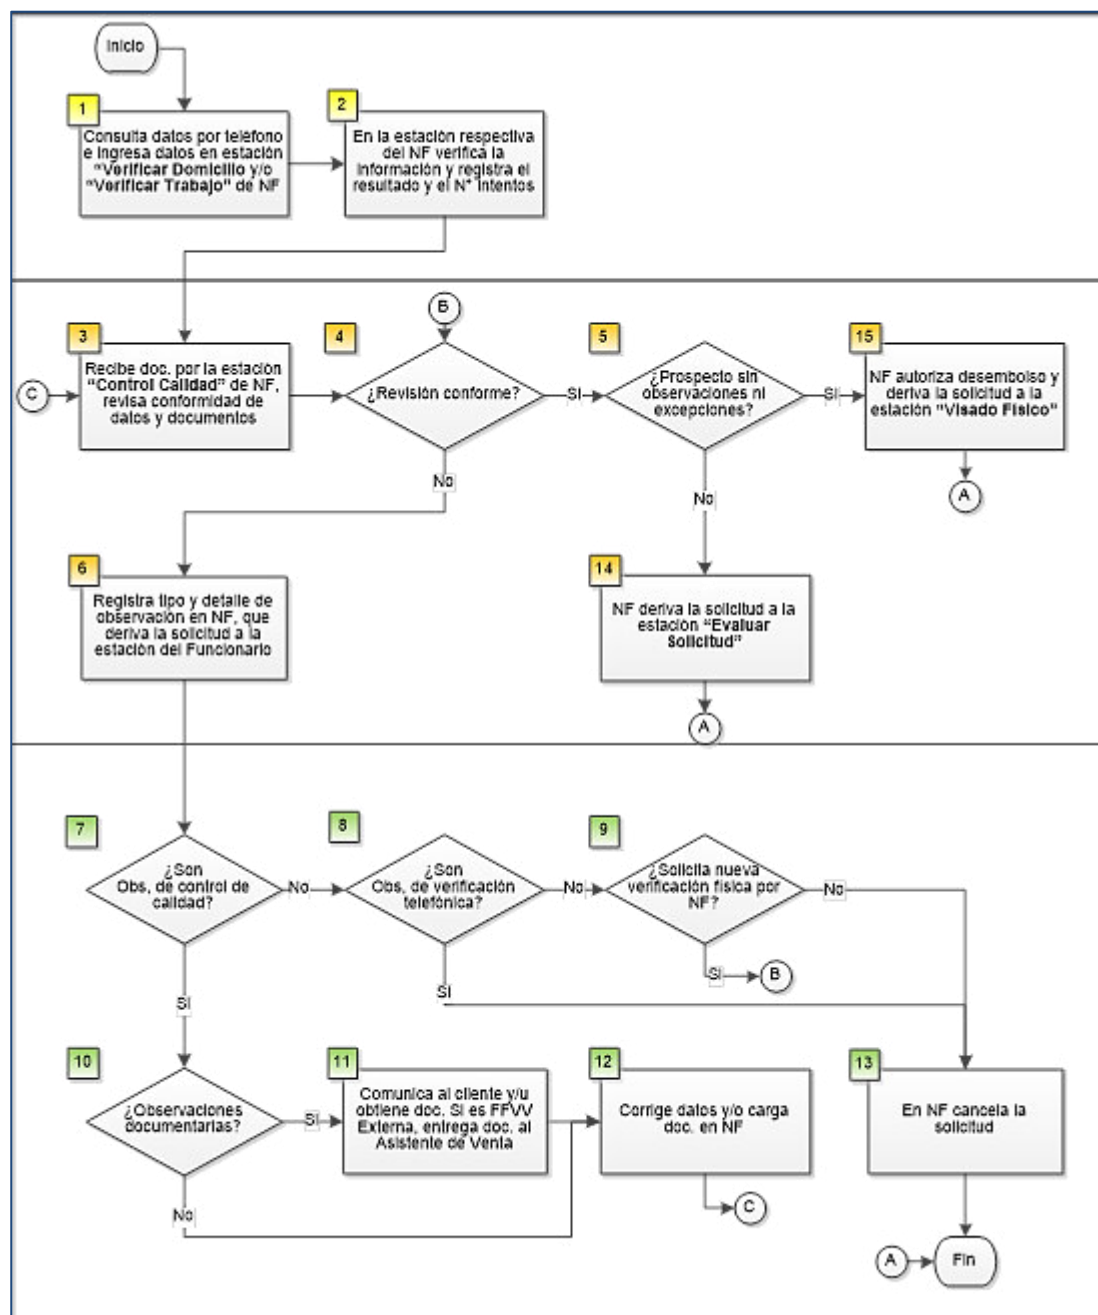 Inicio
1
Consulta datos por teléfono
e ingresa datos en estación
“Verificar Domicilio y/o
“Verificar Trabajo” de NF
2
En la estación respectiva
del NF verifica la
información y registra el
resultado y el N° intentos
B
3
Recibe doc. por la estación
“Control Calidad” de NF,
revisa conformidad de
datos y documentos
C
4
¿Revisión conforme?
Si
No
5
¿Prospecto sin
observaciones ni
excepciones?
Si
No
15
NF autoriza desembolso y
deriva la solicitud a la
estación “Visado Físico”
A
6
Registra tipo y detalle de
observación en NF, que
deriva la solicitud a la
estación del Funcionario
14
NF deriva la solicitud a la
estación “Evaluar
Solicitud”
A
7
¿Son
Obs, de control de
calidad?
No
Si
8
¿Son
Obs, de verificación
telefónica?
No
Si
9
¿Solicita nueva
verificación física por
NF?
No
Si
B
10
¿Observaciones
documentarias?
Si
No
11
Comunica al cliente y/u
obtiene doc. Si es FFVV
Externa, entrega doc. al
Asistente de Venta
12
Corrige datos y/o carga
doc. en NF
C
13
En NF cancela la
solicitud
A
Fin